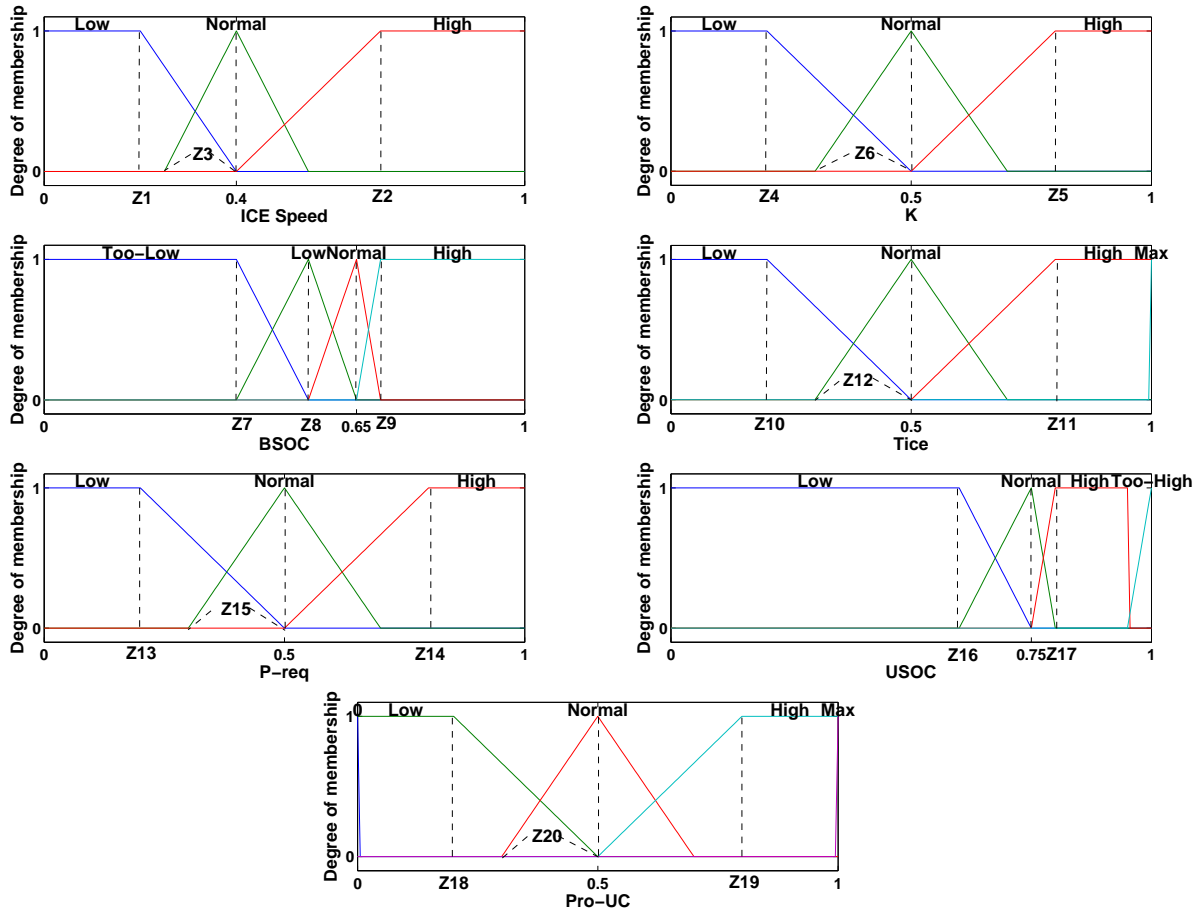 Low Normal High
Degree of membership
1
0
Z3
0 Z1 0.4 Z2 1
ICE Speed
Low Normal High
Degree of membership
1
0
Z6
0 Z4 0.5 Z5 1
K
Too-Low Low Normal High
Degree of membership
1
0
0 Z7 Z8 0.65 Z9 1
BSOC
Low Normal High Max
Degree of membership
1
0
Z12
0 Z10 0.5 Z11 1
Tice
Low Normal High
Degree of membership
1
0
Z15
0 Z13 0.5 Z14 1
P-req
Low Normal High Too-High
Degree of membership
1
0
0 Z16 0.75 Z17 1
USOC
0 Low Normal High Max
Degree of membership
1
0
Z20
0 Z18 0.5 Z19 1
Pro-UC